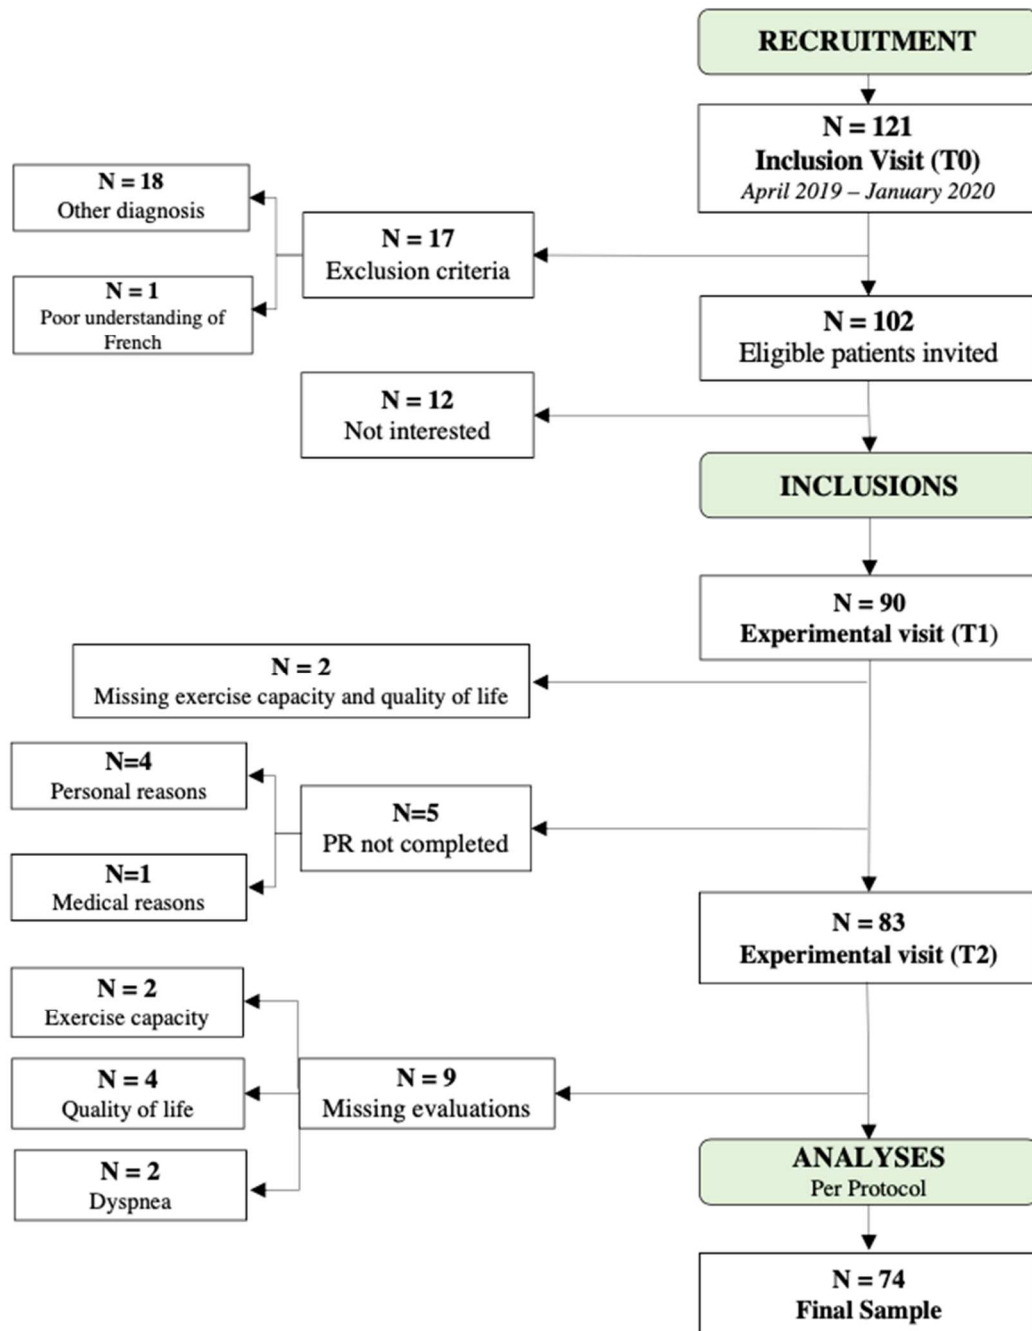 RECRUITMENT
N = 121
Inclusion Visit (T0)
April 2019 – January 2020
N = 18
Other diagnosis
N = 17
Exclusion criteria
N = 1
Poor understanding of
French
N = 102
Eligible patients invited
N = 12
Not interested
INCLUSIONS
N = 90
Experimental visit (T1)
N = 2
Missing exercise capacity and quality of life
N=4
Personal reasons
N=5
PR not completed
N=1
Medical reasons
N = 83
Experimental visit (T2)
N = 2
Exercise capacity
N = 9
Missing evaluations
N = 4
Quality of life
N = 2
Dyspnea
ANALYSES
Per Protocol
N = 74
Final Sample